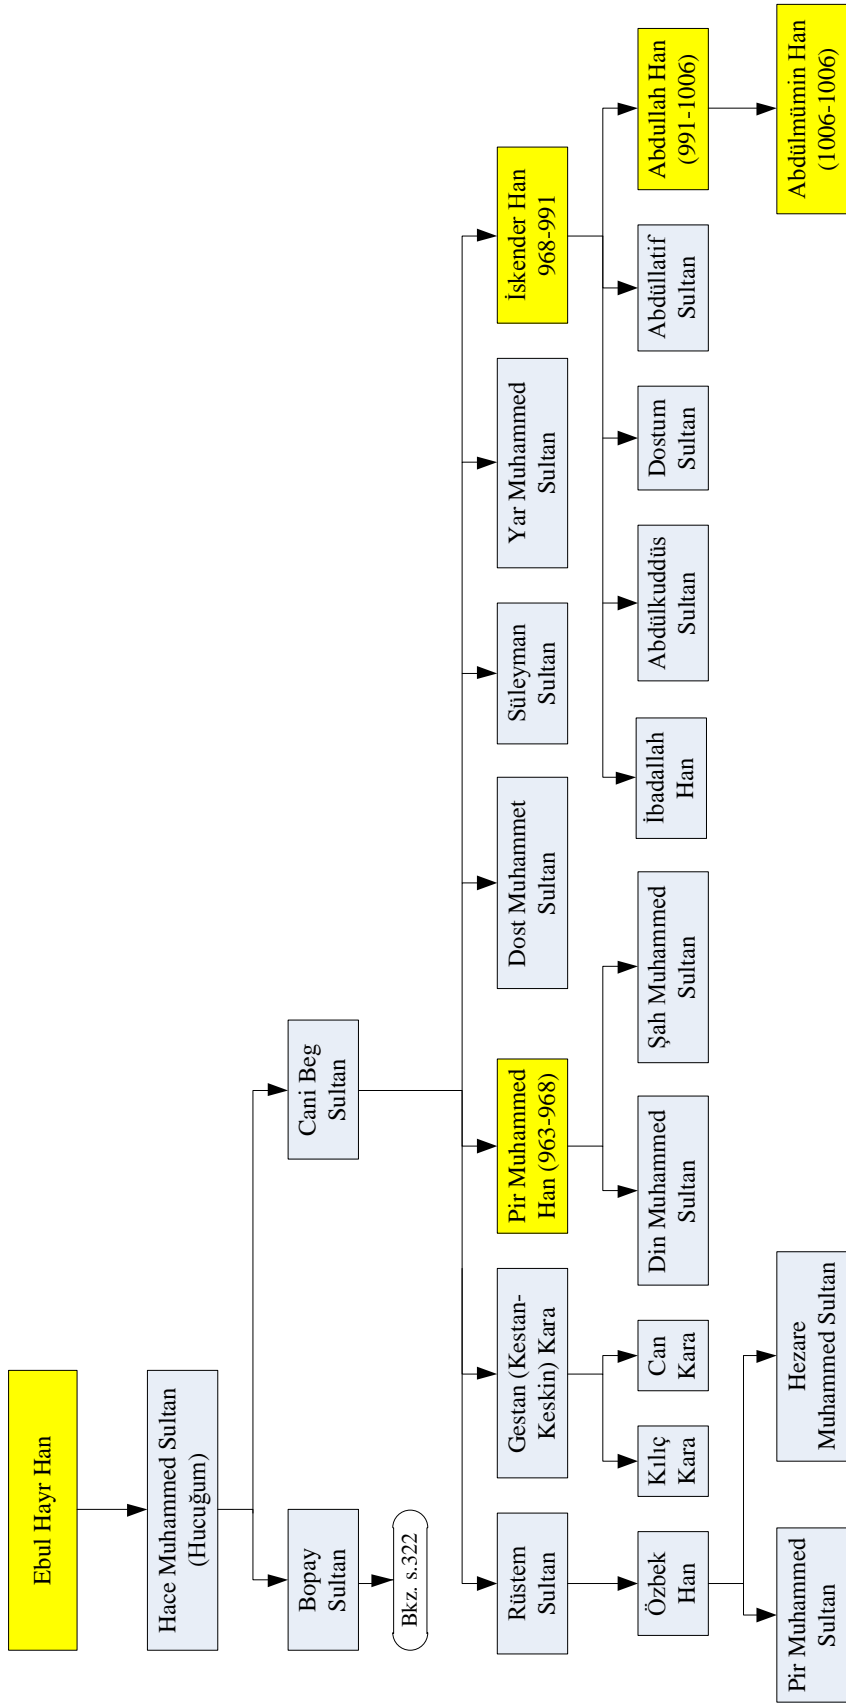 Ebul Hayr Han
Hace Muhammed Sultan
(Hucuğum)
Bopay
Sultan
Cani Beg
Sultan
Bkz. s.322
Rüstem
Sultan
Gestan (Kestan-
Keskin) Kara
Pir Muhammed
Han (963-968)
Dost Muhammet
Sultan
Süleyman
Sultan
Yar Muhammed
Sultan
İskender Han
968-991
Özbek
Han
Kılıç
Kara
Can
Kara
Din Muhammed
Sultan
Şah Muhammed
Sultan
İbadallah
Han
Abdülkuddüs
Sultan
Dostum
Sultan
Abdüllatif
Sultan
Abdullah Han
(991-1006)
Pir Muhammed
Sultan
Hezare
Muhammed Sultan
Abdülmümin Han
(1006-1006)